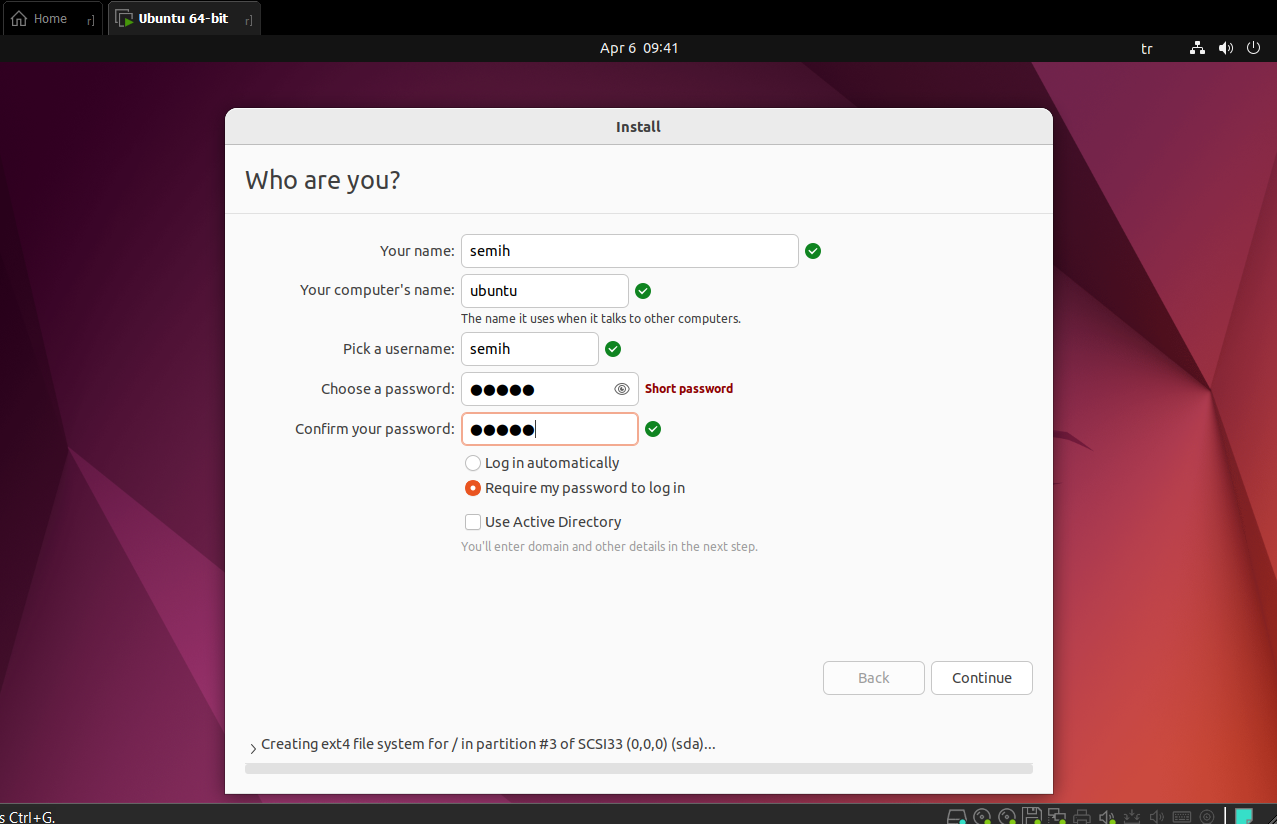 Home
Ubuntu 64-bit
Apr 6 09:41
tr
Install
Who are you?
Your name: semih
Your computer's name: ubuntu
The name it uses when it talks to other computers.
Pick a username: semih
Choose a password: ●●●●● Short password
Confirm your password: ●●●●●
Log in automatically
Require my password to log in
Use Active Directory
You'll enter domain and other details in the next step.
Back Continue
Creating ext4 file system for / in partition #3 of SCSI33 (0,0,0) (sda)...
s Ctrl+G.